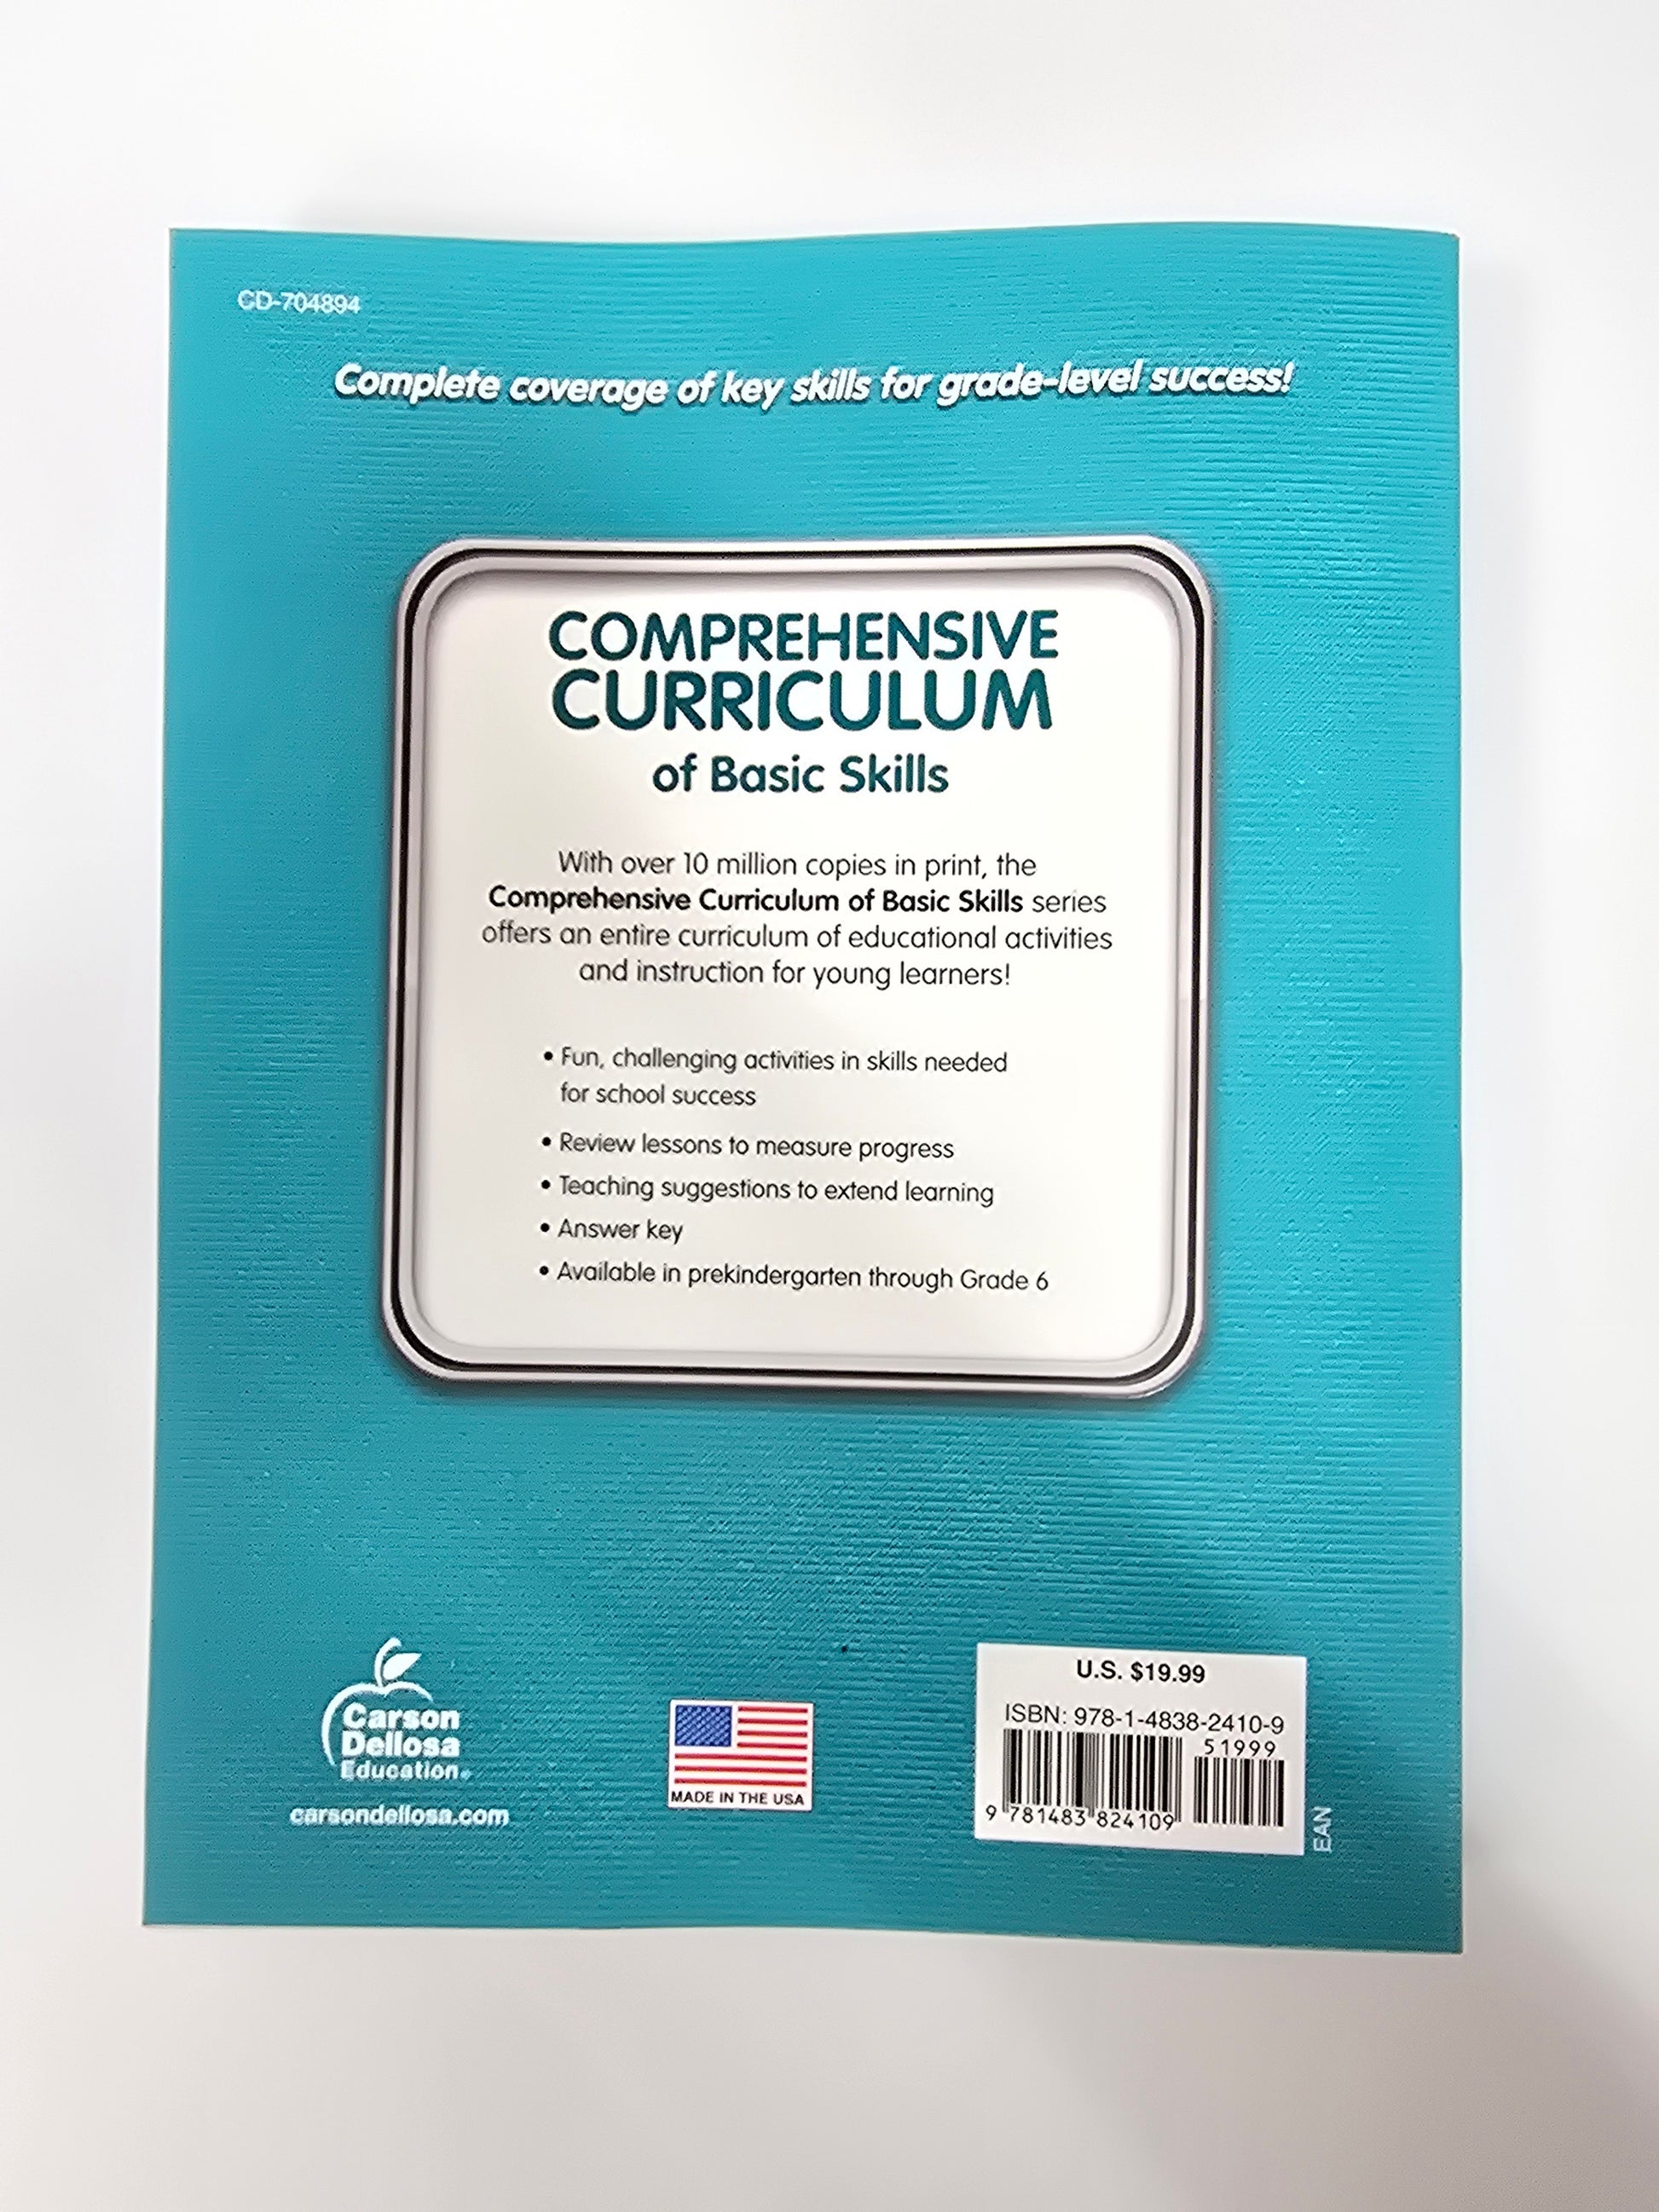 CD-704894
Complete coverage of key skills for grade-level success!
COMPREHENSIVE
CURRICULUM
of Basic Skills
With over 10 million copies in print, the
Comprehensive Curriculum of Basic Skills series
offers an entire curriculum of educational activities
and instruction for young learners!
• Fun, challenging activities in skills needed
for school success
• Review lessons to measure progress
• Teaching suggestions to extend learning
• Answer key
• Available in prekindergarten through Grade 6
Carson
Dellosa
Education®
carsondellosa.com
MADE IN THE USA
U.S. $19.99
ISBN: 978-1-4838-2410-9
51999
9 781483 824109
EAN